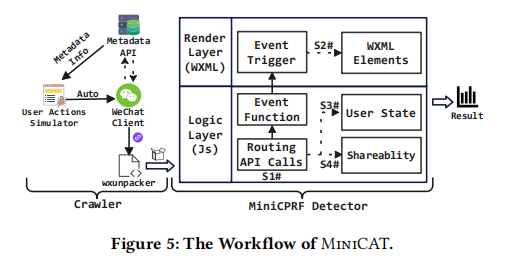 Metadata
API
Metadata
Info
Auto
User Actions
Simulator
WeChat
Client
wxunpacker
Crawler
Render
Layer
(WXML)
Event
Trigger
S2#
WXML
Elements
Logic
Layer
(Js)
Event
Function
Routing
API Calls
S1#
S3#
User State
S4#
Shareablity
MiniCPRF Detector
Result
Figure 5: The Workflow of MINICAT.